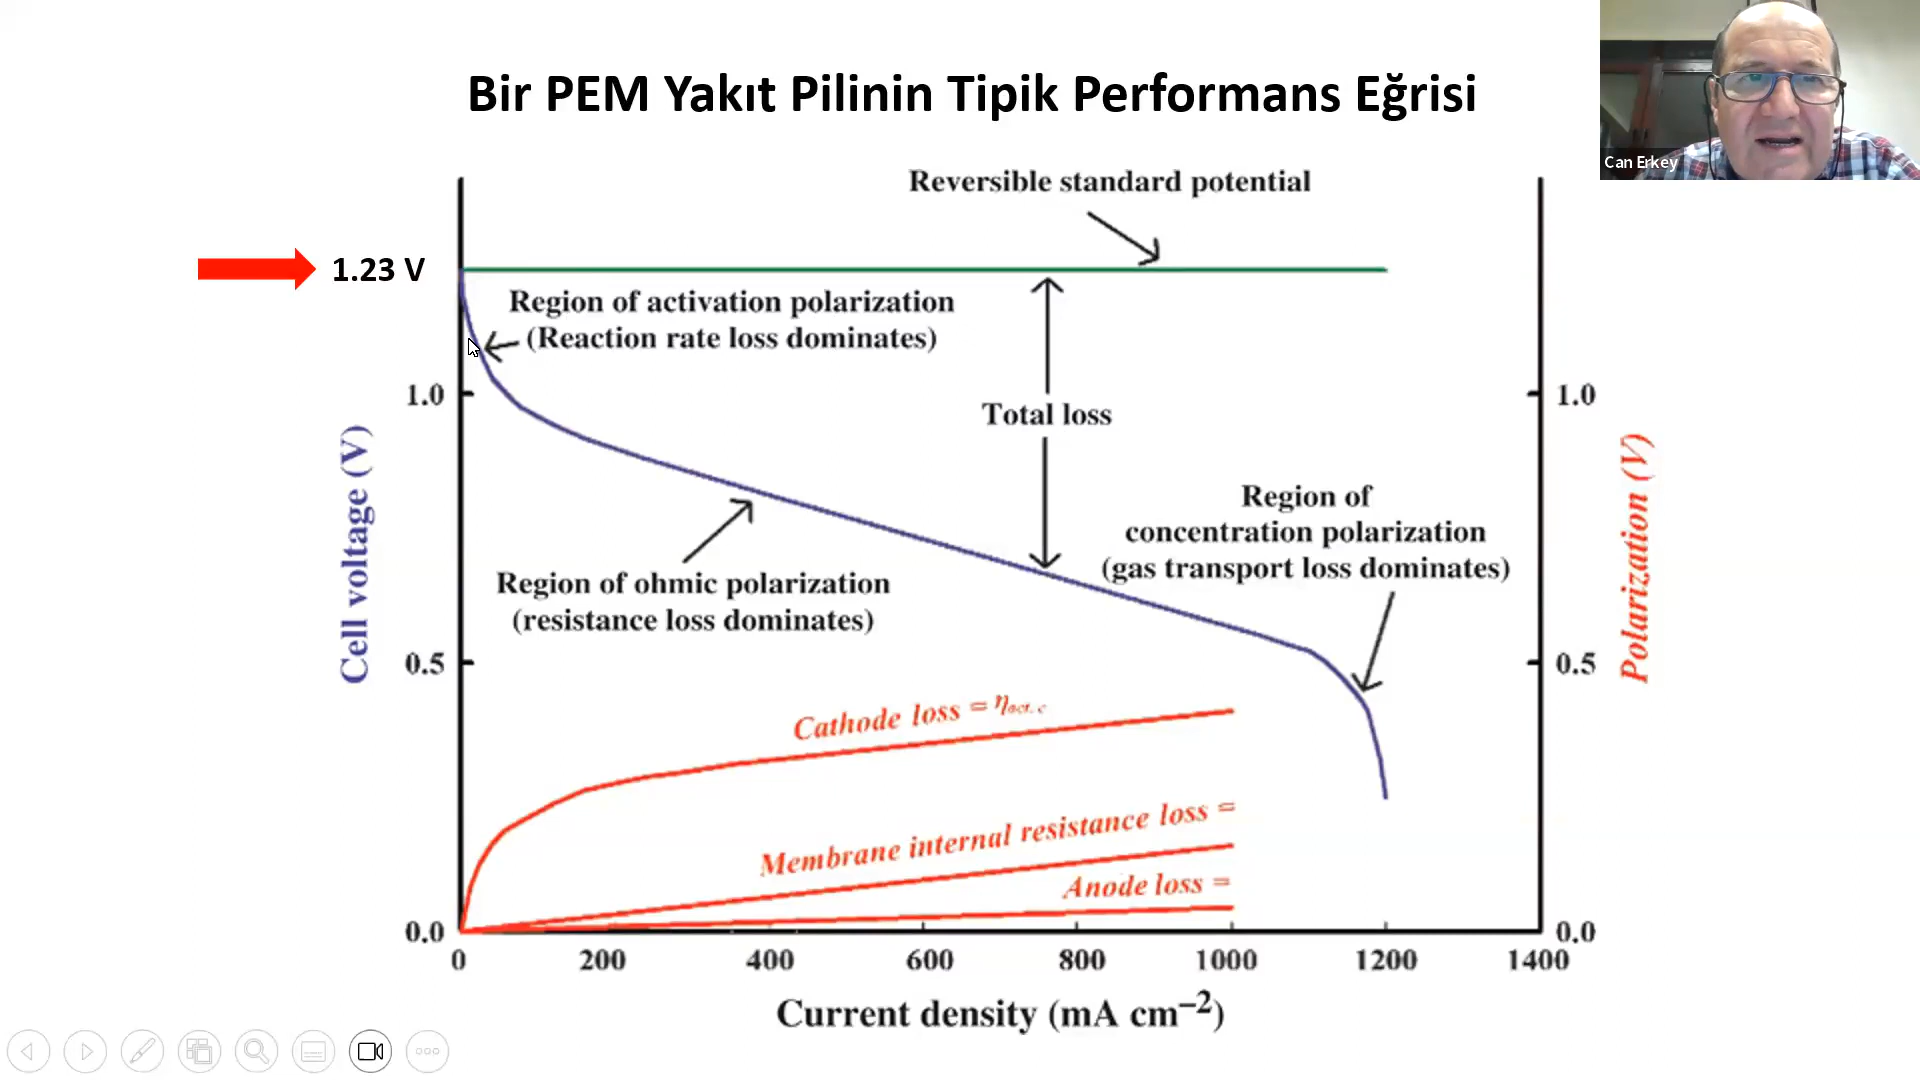 Bir PEM Yakıt Pilinin Tipik Performans Eğrisi
Can Erkey
Reversible standard potential
1.23 V
Region of activation polarization
(Reaction rate loss dominates)
1.0
1.0
Total loss
Cell voltage (V)
Polarization (V)
Region of
concentration polarization
(gas transport loss dominates)
Region of ohmic polarization
(resistance loss dominates)
0.5
0.5
Cathode loss = ηact, c
Membrane internal resistance loss =
Anode loss =
0.0
0.0
0 200 400 600 800 1000 1200 1400
Current density (mA cm⁻²)